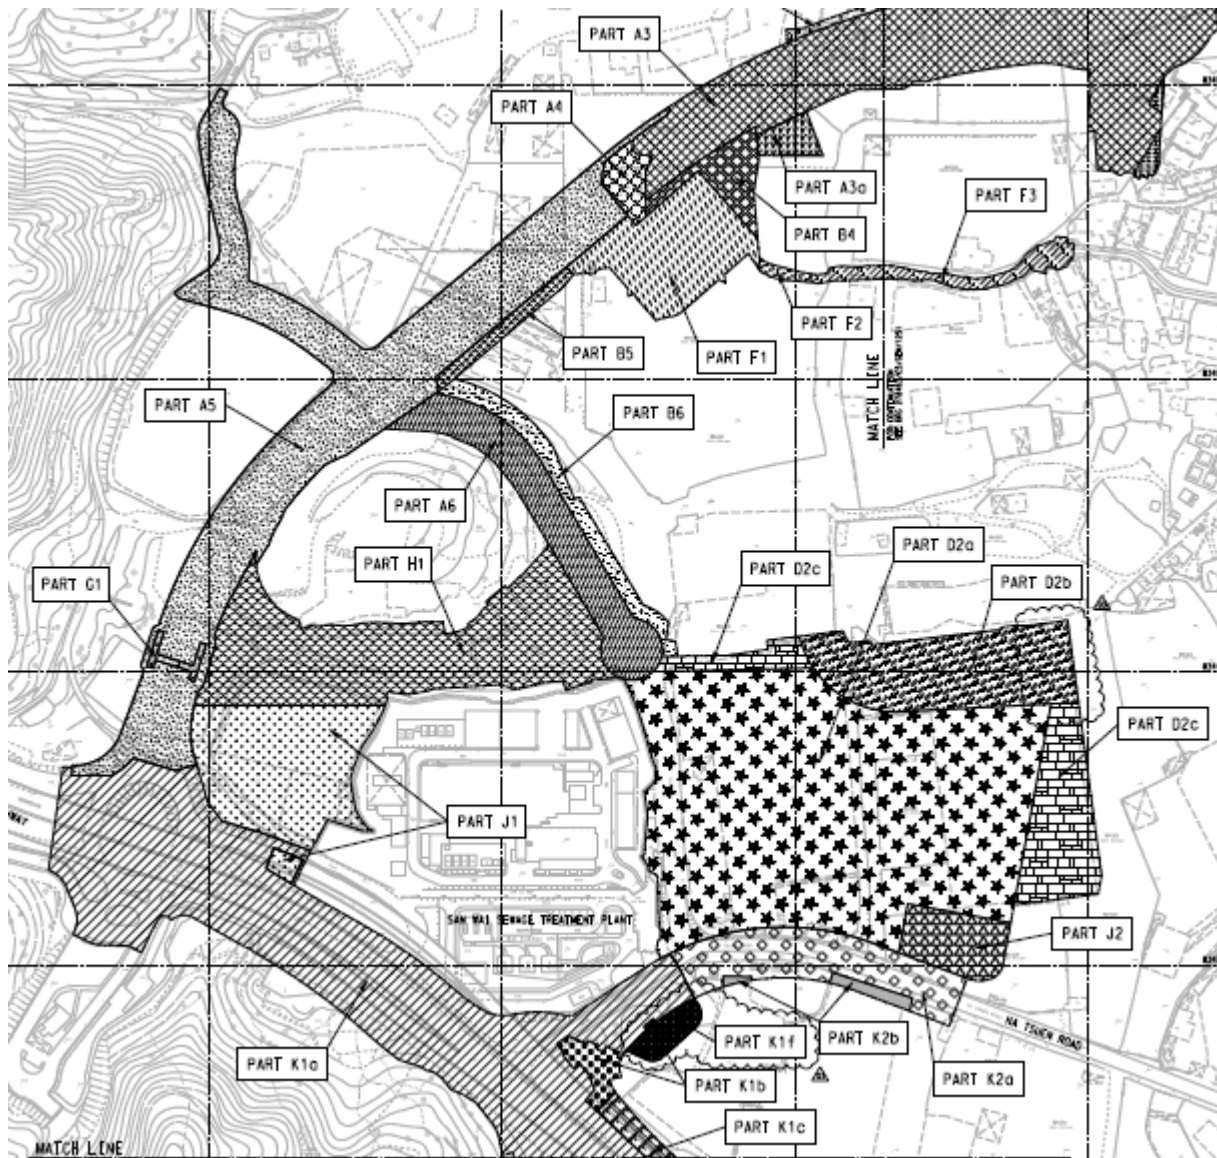 PART A3
PART A4
PART A3a
PART F3
PART B4
PART F2
PART B5
PART F1
MATCH LINE
PART A5
PART B6
PART A6
PART D2a
PART H1
PART D2c
PART D2b
PART G1
PART D2c
PART J1
SAN WAI SEWAGE TREATMENT PLANT
PART J2
HA TSUEN ROAD
PART K1f
PART K2b
PART K1a
PART K1b
PART K2a
PART K1c
MATCH LINE